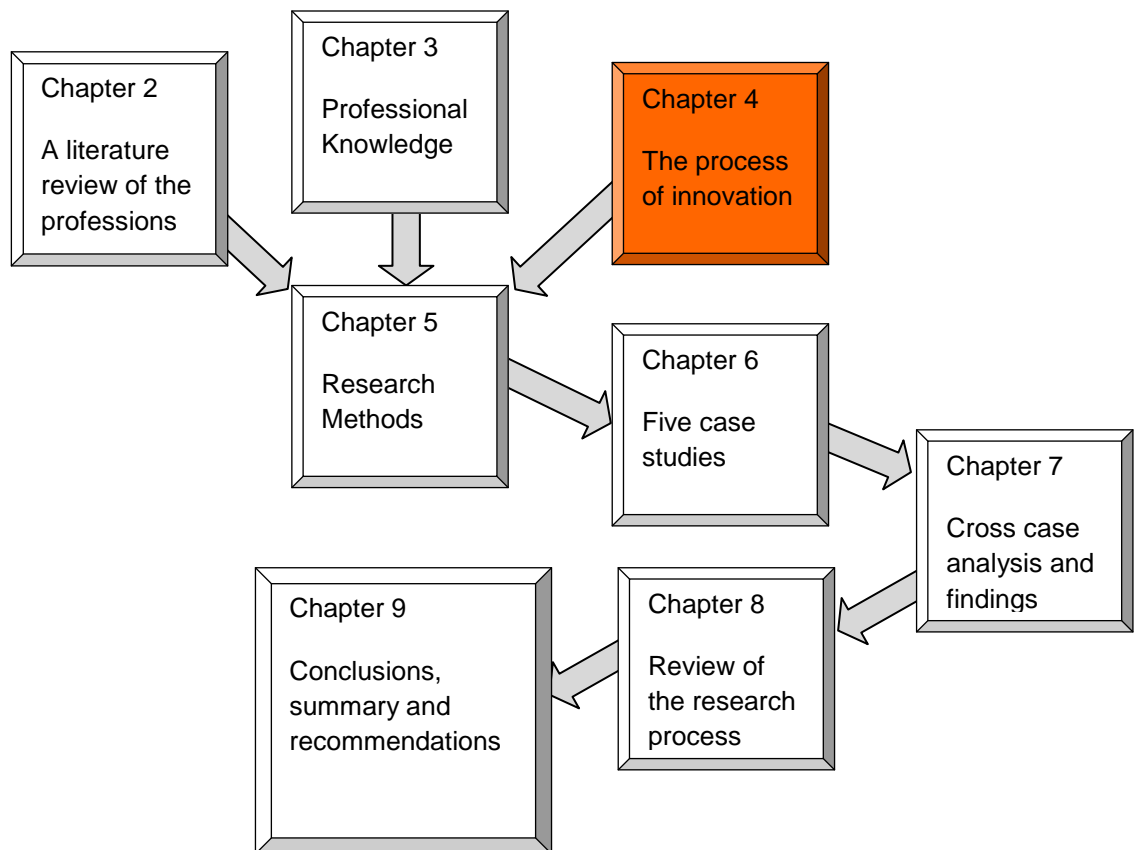 Chapter 2
A literature
review of the
professions
Chapter 3
Professional
Knowledge
Chapter 4
The process
of innovation
Chapter 5
Research
Methods
Chapter 6
Five case
studies
Chapter 7
Cross case
analysis and
findings
Chapter 8
Review of
the research
process
Chapter 9
Conclusions,
summary and
recommendations